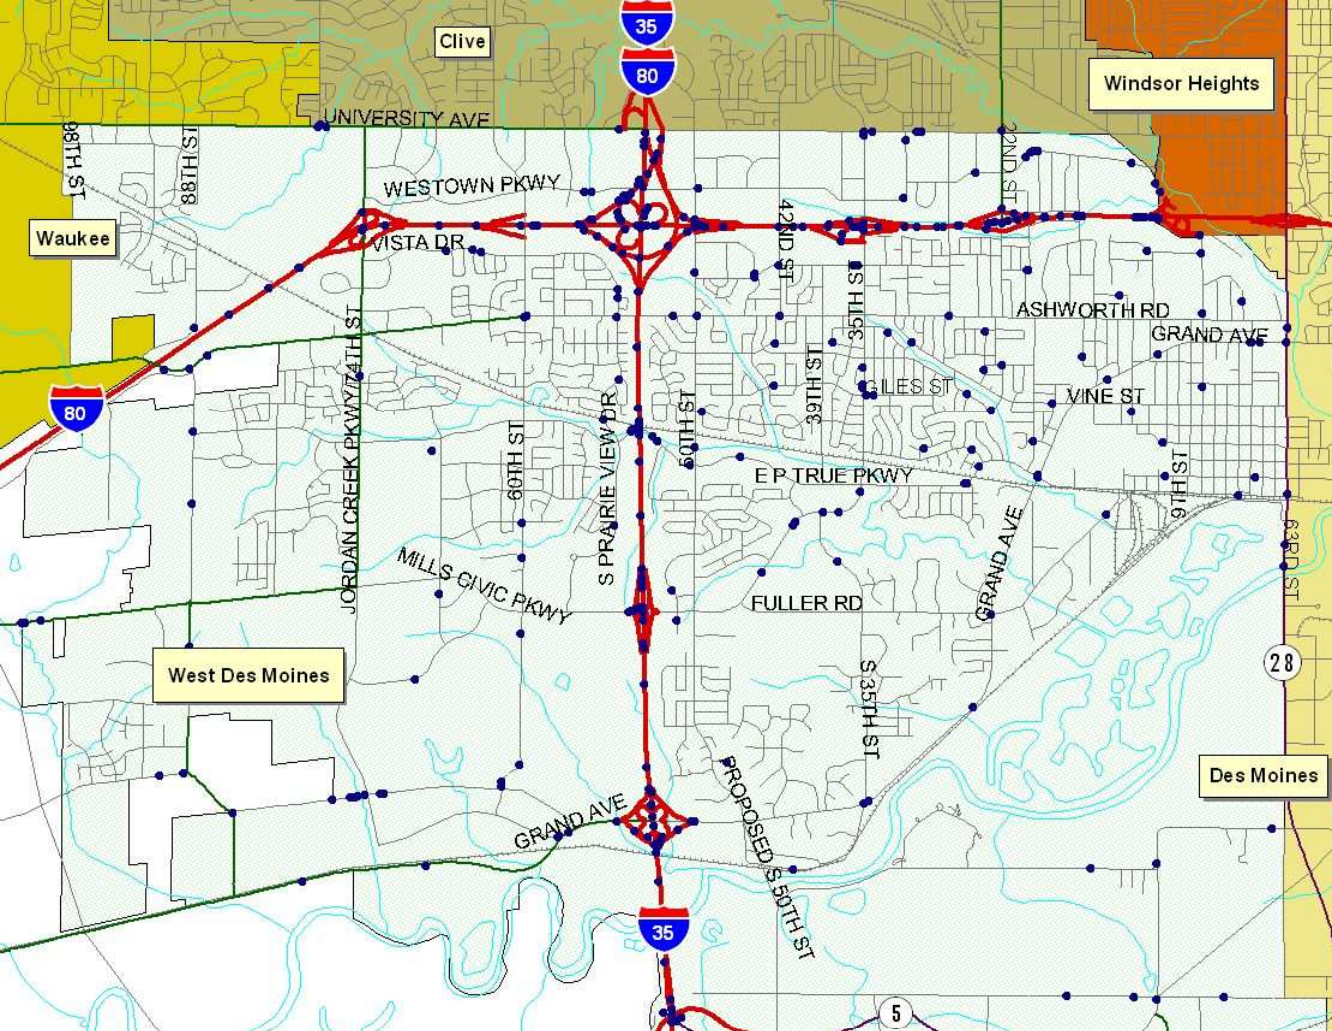 35
Clive
80
Windsor Heights
UNIVERSITY AVE
98TH ST
88TH ST
22ND ST
WESTOWN PKWY
Waukee
VISTA DR
42ND ST
35TH ST
ASHWORTH RD
GRAND AVE
JORDAN CREEK PKWY/74TH ST
39TH ST
GILES ST
VINE ST
80
S PRAIRIE VIEW DR
60TH ST
50TH ST
E P TRUE PKWY
9TH ST
GRAND AVE
63RD ST
MILLS CIVIC PKWY
FULLER RD
28
West Des Moines
S 35TH ST
Des Moines
PROPOSED S 50TH ST
GRAND AVE
35
5